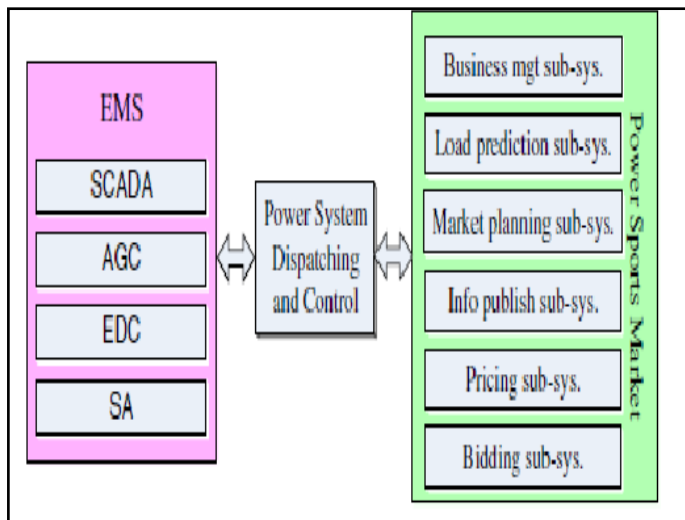 EMS
SCADA
AGC
EDC
SA
Power System
Dispatching
and Control
Business mgt sub-sys.
Load prediction sub-sys.
Market planning sub-sys.
Info publish sub-sys.
Pricing sub-sys.
Bidding sub-sys.
Power Sports Market